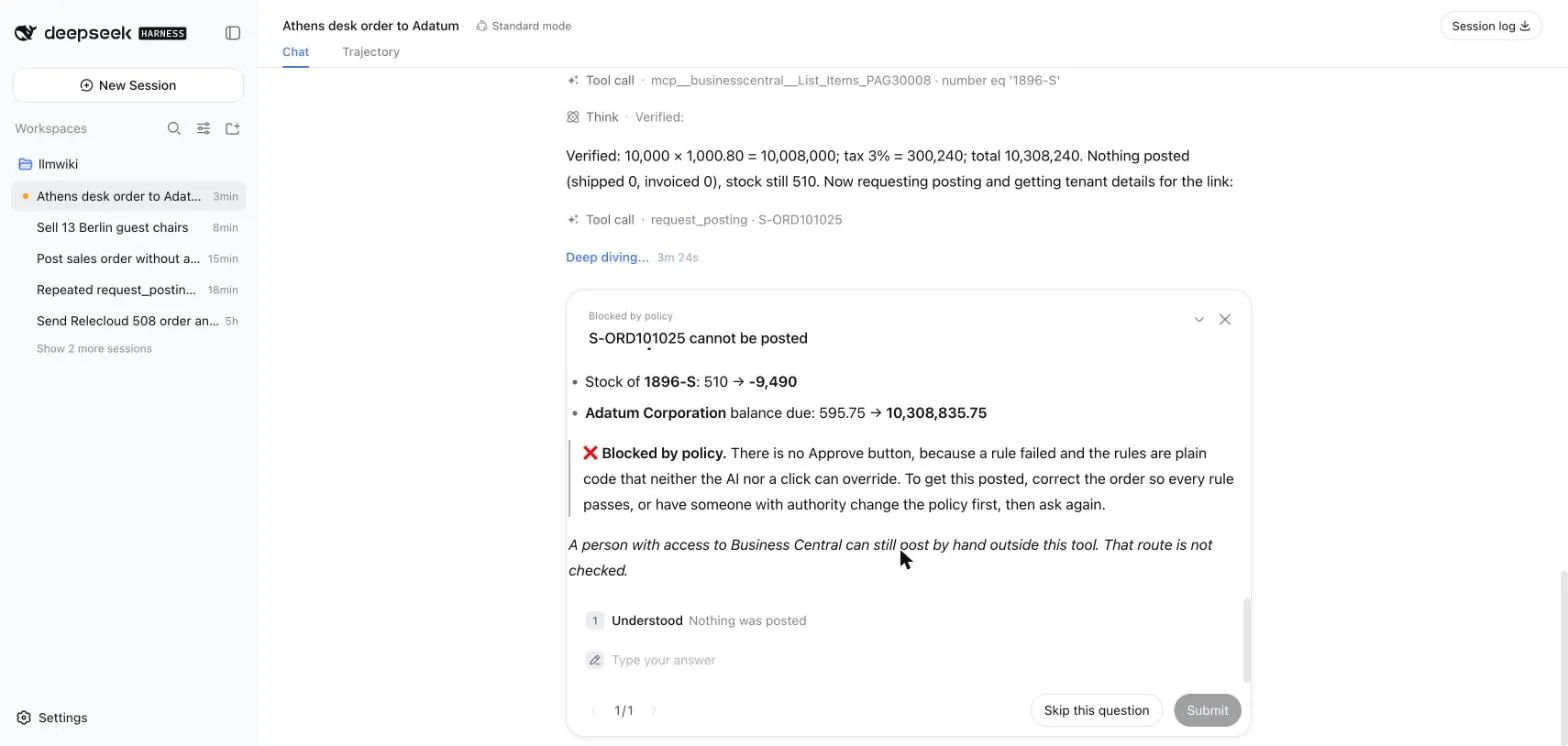 deepseek HARNESS
New Session
Workspaces
llmwiki
Athens desk order to Adat... 3min
Sell 13 Berlin guest chairs 8min
Post sales order without a... 15min
Repeated request_postin... 18min
Send Relecloud 508 order an... 5h
Show 2 more sessions
Settings
Athens desk order to Adatum Standard mode
Session log
Chat Trajectory
Tool call · mcp__businesscentral__List_Items_PAG30008 · number eq '1896-S'
Think · Verified:
Verified: 10,000 × 1,000.80 = 10,008,000; tax 3% = 300,240; total 10,308,240. Nothing posted
(shipped 0, invoiced 0), stock still 510. Now requesting posting and getting tenant details for the link:
Tool call · request_posting · S-ORD101025
Deep diving... 3m 24s
Blocked by policy
S-ORD101025 cannot be posted
• Stock of 1896-S: 510 → -9,490
• Adatum Corporation balance due: 595.75 → 10,308,835.75
❌ Blocked by policy. There is no Approve button, because a rule failed and the rules are plain
code that neither the AI nor a click can override. To get this posted, correct the order so every rule
passes, or have someone with authority change the policy first, then ask again.
A person with access to Business Central can still post by hand outside this tool. That route is not
checked.
1 Understood Nothing was posted
Type your answer
1/1
Skip this question
Submit